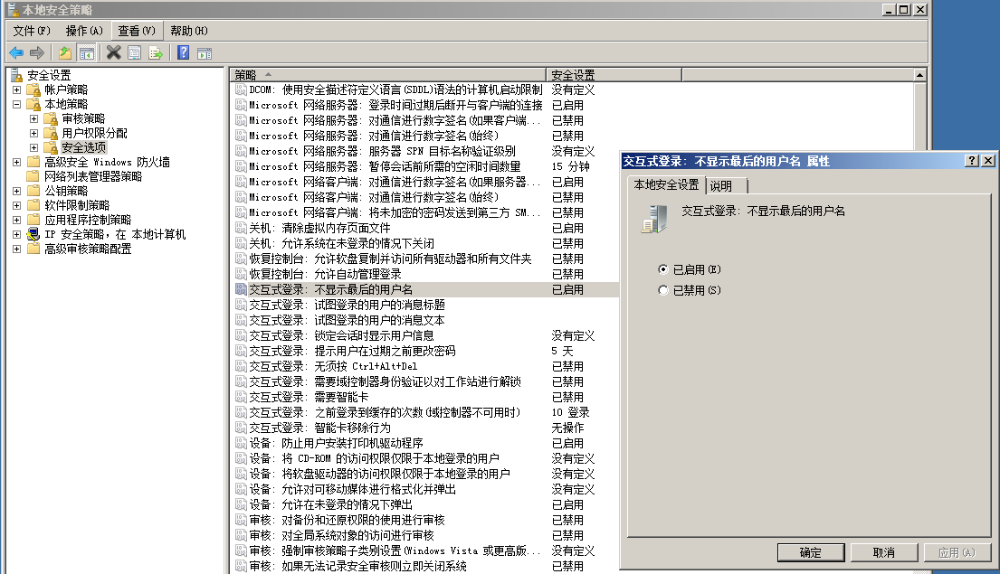 本地安全策略
文件(F) 操作(A) 查看(V) 帮助(H)
安全设置
帐户策略
本地策略
审核策略
用户权限分配
安全选项
高级安全 Windows 防火墙
网络列表管理器策略
公钥策略
软件限制策略
应用程序控制策略
IP 安全策略，在 本地计算机
高级审核策略配置
策略 安全设置
DCOM: 使用安全描述符定义语言(SDDL)语法的计算机启动限制 没有定义
Microsoft 网络服务器: 登录时间过期后断开与客户端的连接 已启用
Microsoft 网络服务器: 对通信进行数字签名(如果客户端... 已禁用
Microsoft 网络服务器: 对通信进行数字签名(始终) 已禁用
Microsoft 网络服务器: 服务器 SPN 目标名称验证级别 没有定义
Microsoft 网络服务器: 暂停会话前所需的空闲时间数量 15 分钟
Microsoft 网络客户端: 对通信进行数字签名(如果服务器... 已启用
Microsoft 网络客户端: 对通信进行数字签名(始终) 已禁用
Microsoft 网络客户端: 将未加密的密码发送到第三方 SM... 已禁用
关机: 清除虚拟内存页面文件 已启用
关机: 允许系统在未登录的情况下关闭 已禁用
恢复控制台: 允许软盘复制并访问所有驱动器和所有文件夹 已禁用
恢复控制台: 允许自动管理登录 已禁用
交互式登录: 不显示最后的用户名 已启用
交互式登录: 试图登录的用户的消息标题
交互式登录: 试图登录的用户的消息文本
交互式登录: 锁定会话时显示用户信息 没有定义
交互式登录: 提示用户在过期之前更改密码 5 天
交互式登录: 无须按 Ctrl+Alt+Del 已禁用
交互式登录: 需要域控制器身份验证以对工作站进行解锁 已禁用
交互式登录: 需要智能卡 已禁用
交互式登录: 之前登录到缓存的次数(域控制器不可用时) 10 登录
交互式登录: 智能卡移除行为 无操作
设备: 防止用户安装打印机驱动程序 已启用
设备: 将 CD-ROM 的访问权限仅限于本地登录的用户 没有定义
设备: 将软盘驱动器的访问权限仅限于本地登录的用户 没有定义
设备: 允许对可移动媒体进行格式化并弹出 没有定义
设备: 允许在未登录的情况下弹出 已启用
审核: 对备份和还原权限的使用进行审核 已禁用
审核: 对全局系统对象的访问进行审核 已禁用
审核: 强制审核策略子类别设置(Windows Vista 或更高版... 没有定义
审核: 如果无法记录安全审核则立即关闭系统 已禁用
交互式登录: 不显示最后的用户名 属性
本地安全设置 说明
交互式登录: 不显示最后的用户名
已启用(E)
已禁用(S)
确定 取消 应用(A)